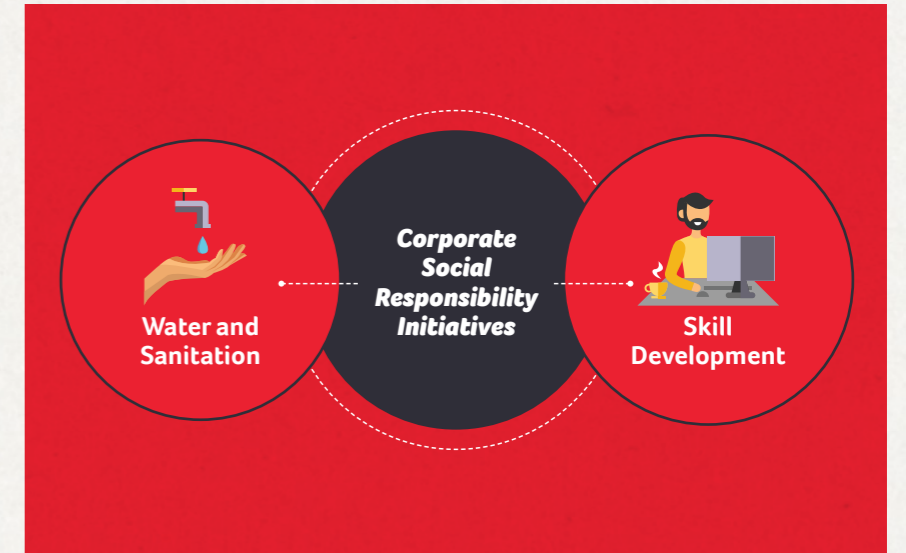 Water and
Sanitation
Corporate
Social
Responsibility
Initiatives
Skill
Development